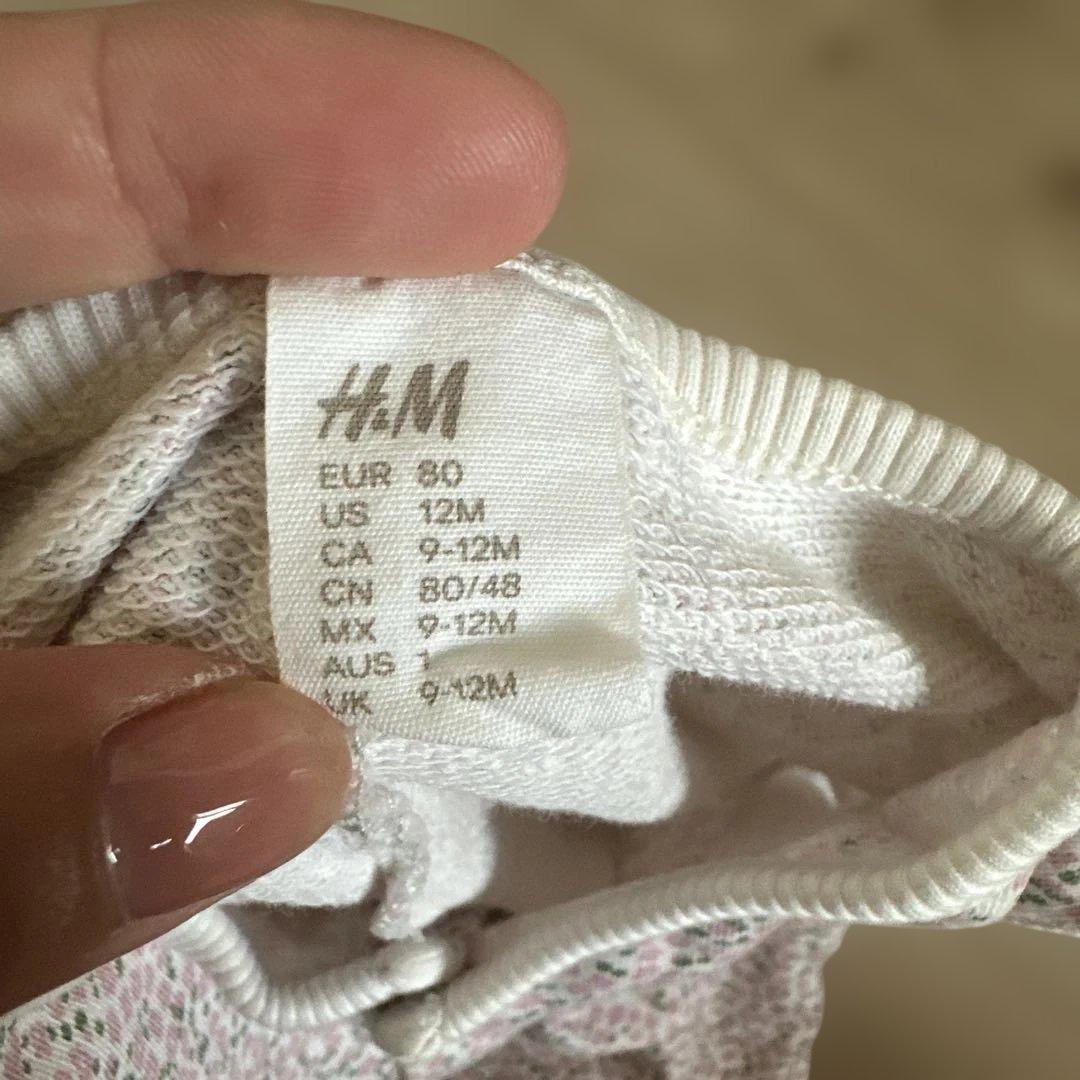 H&M
EUR 80
US 12M
CA 9-12M
CN 80/48
MX 9-12M
AUS 1
UK 9-12M